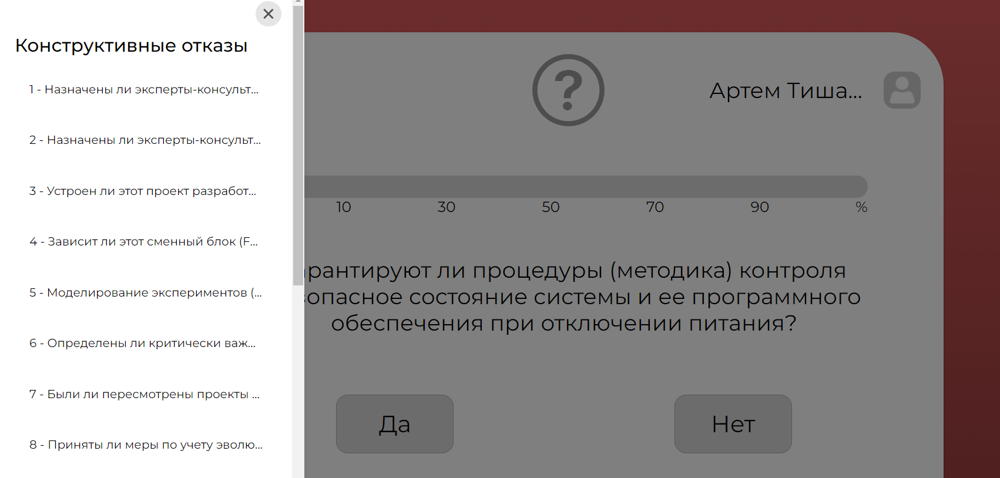 Конструктивные отказы
1 - Назначены ли эксперты-консульт...
2 - Назначены ли эксперты-консульт...
3 - Устроен ли этот проект разработ...
4 - Зависит ли этот сменный блок (F...
5 - Моделирование экспериментов (...
6 - Определены ли критически важ...
7 - Были ли пересмотрены проекты ...
8 - Приняты ли меры по учету эволю...
?
Артем Тиша...
10 30 50 70 90 %
ли процедуры (методика) контроля
состояние системы и ее программного
обеспечения при отключении питания?
Да
Нет